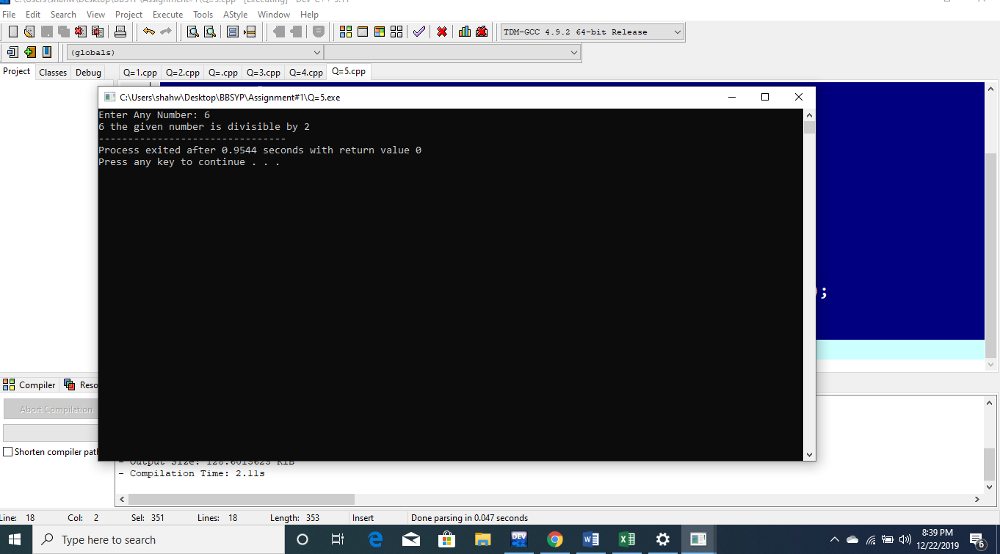 C:\Users\shahw\Desktop\BBSYP\Assignment#1\Q=5.cpp - [Executing] - Dev-C++ 5.11
File Edit Search View Project Execute Tools AStyle Window Help
TDM-GCC 4.9.2 64-bit Release
(globals)
Project Classes Debug Q=1.cpp Q=2.cpp Q=.cpp Q=3.cpp Q=4.cpp Q=5.cpp
C:\Users\shahw\Desktop\BBSYP\Assignment#1\Q=5.exe
Enter Any Number: 6
6 the given number is divisible by 2
--------------------------------
Process exited after 0.9544 seconds with return value 0
Press any key to continue . . .
);
Compiler Reso
Abort Compilation
Shorten compiler path
- Output Size: 128.6015625 KiB
- Compilation Time: 2.11s
Line: 18 Col: 2 Sel: 351 Lines: 18 Length: 353 Insert Done parsing in 0.047 seconds
Type here to search
DEV
8:39 PM
12/22/2019
6